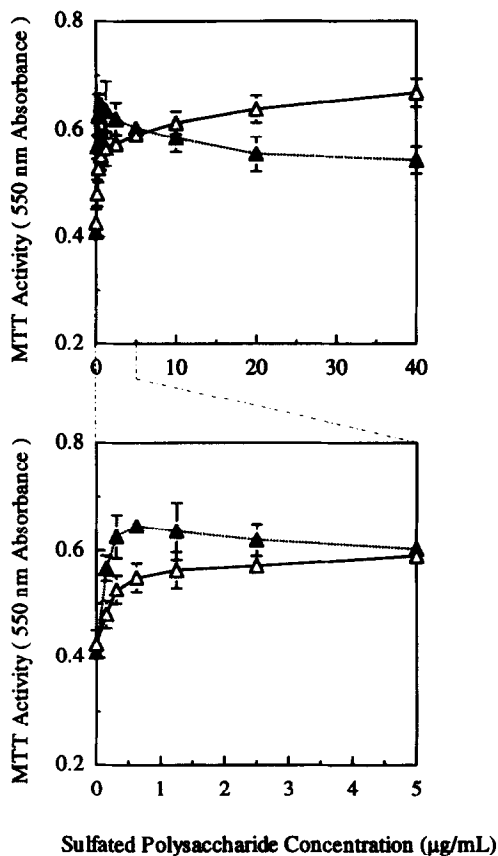 MTT Activity ( 550 nm Absorbance )
0.8
0.6
0.4
0.2
0 10 20 30 40
MTT Activity ( 550 nm Absorbance )
0.8
0.6
0.4
0.2
0 1 2 3 4 5
Sulfated Polysaccharide Concentration (µg/mL)